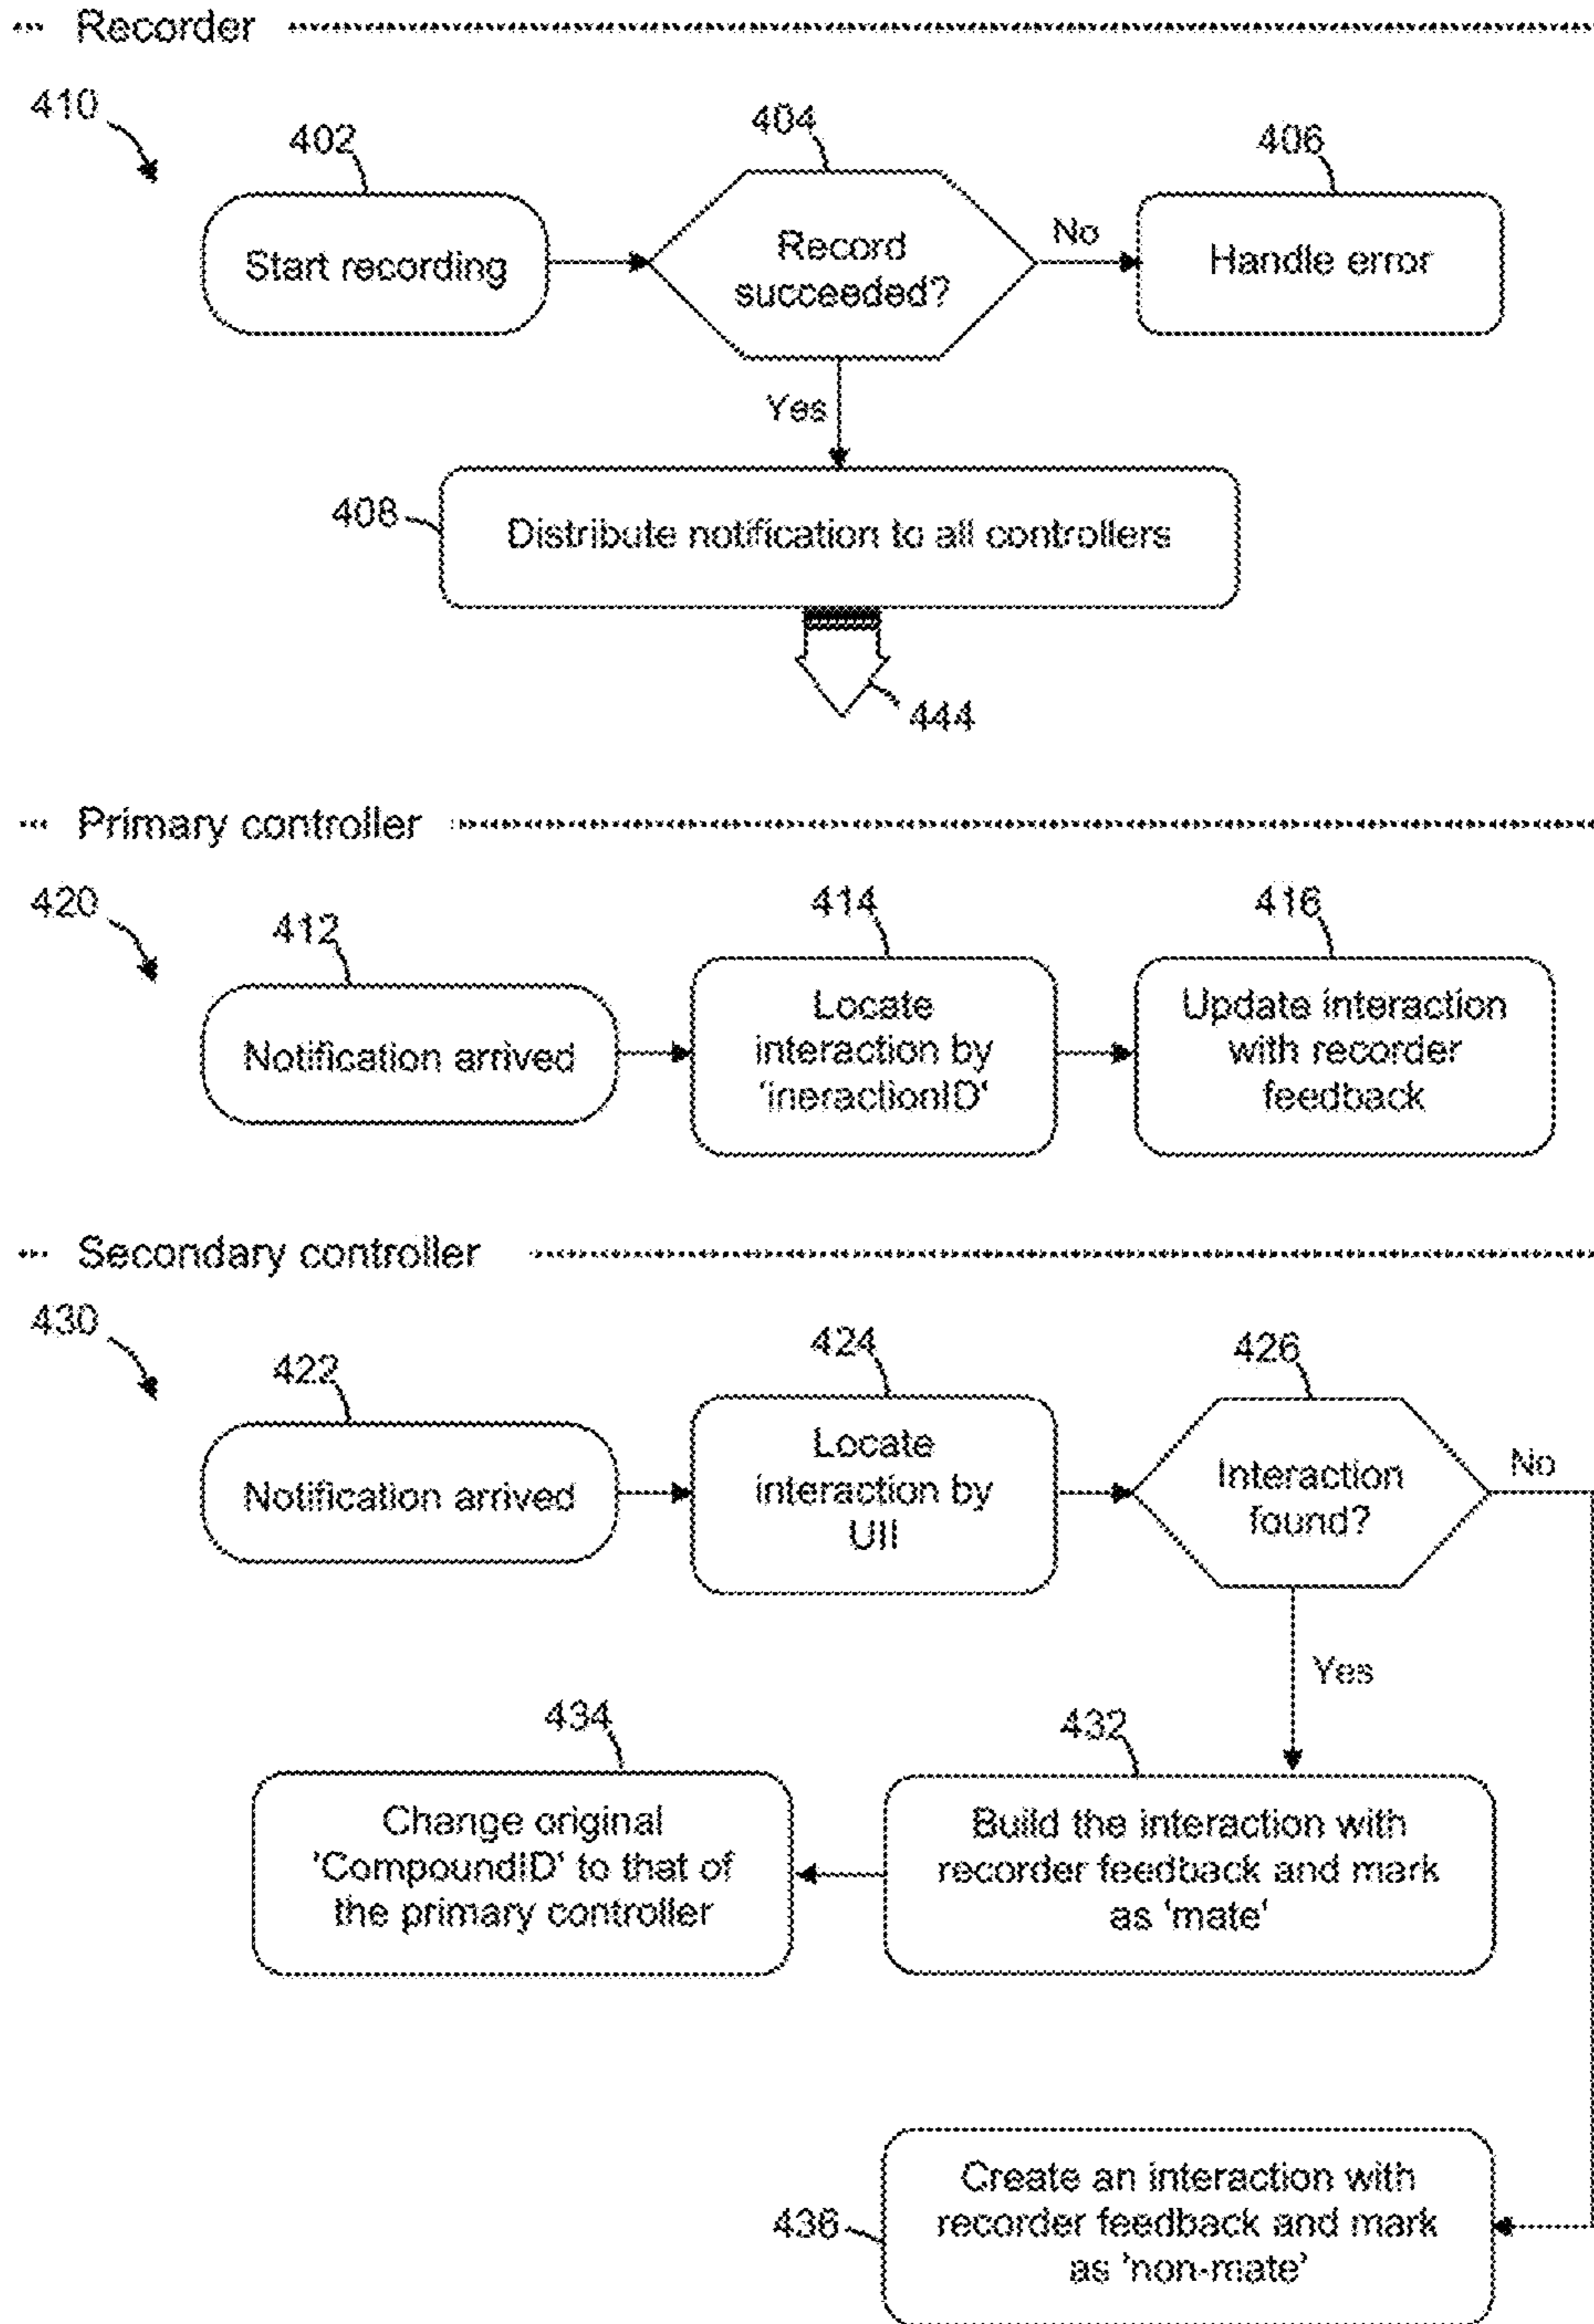 Recorder
410
402
404
406
Start recording
Record
succeeded?
No
Handle error
Yes
408
Distribute notification to all controllers
444
Primary controller
420
412
414
416
Notification arrived
Locate
interaction by
'ineractionID'
Update interaction
with recorder
feedback
Secondary controller
430
422
424
426
Notification arrived
Locate
interaction by
UII
Interaction
found?
No
Yes
434
432
Change original
'CompoundID' to that of
the primary controller
Build the interaction with
recorder feedback and mark
as 'mate'
436
Create an interaction with
recorder feedback and mark
as 'non-mate'